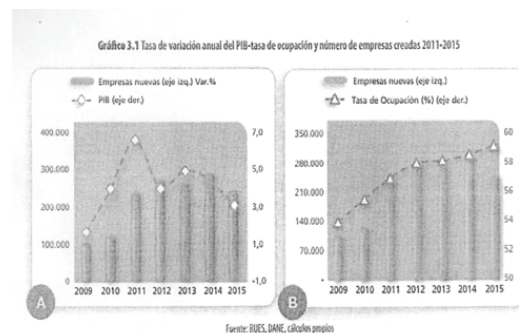 Gráfico 3.1 Tasa de variación anual del PIB-tasa de ocupación y número de empresas creadas 2011-2015
Empresas nuevas (eje izq.) Var.%
PIB (eje der.)
400.000
300.000
200.000
100.000
0
7,0
5,0
3,0
1,0
-1,0
2009 2010 2011 2012 2013 2014 2015
A
Empresas nuevas (eje izq.)
Tasa de Ocupación (%) (eje der.)
350.000
280.000
210.000
140.000
70.000
-
60
58
56
54
52
50
2009 2010 2011 2012 2013 2014 2015
B
Fuente: RUES, DANE, cálculos propios